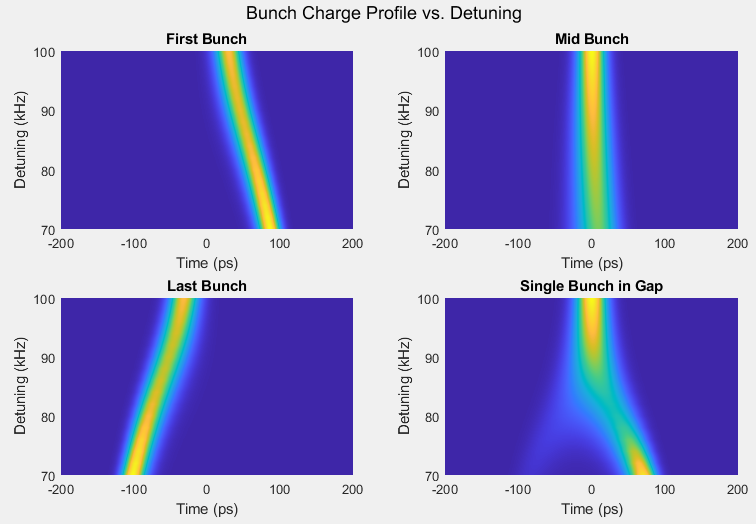 Bunch Charge Profile vs. Detuning
First Bunch
100
90
80
70
Detuning (kHz)
-200 -100 0 100 200
Time (ps)
Mid Bunch
100
90
80
70
Detuning (kHz)
-200 -100 0 100 200
Time (ps)
Last Bunch
100
90
80
70
Detuning (kHz)
-200 -100 0 100 200
Time (ps)
Single Bunch in Gap
100
90
80
70
Detuning (kHz)
-200 -100 0 100 200
Time (ps)